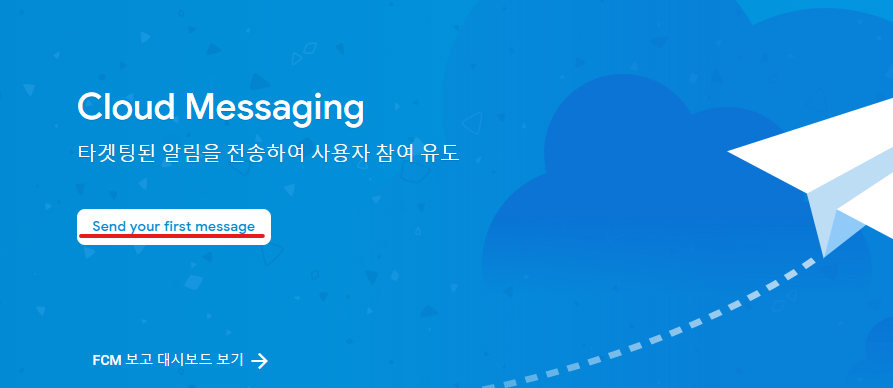 Cloud Messaging
타겟팅된 알림을 전송하여 사용자 참여 유도
Send your first message
FCM 보고 대시보드 보기 →